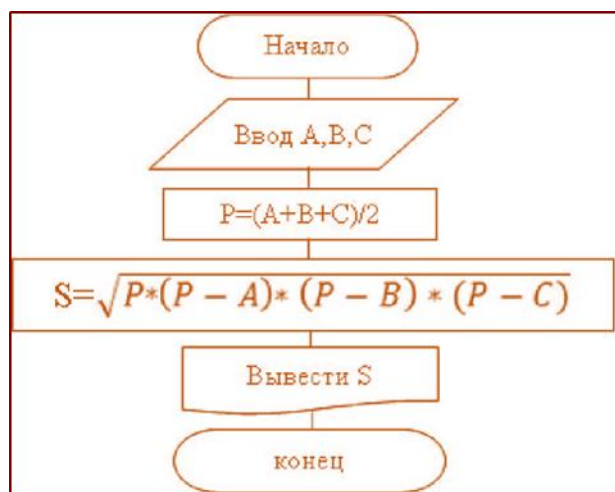 Начало
Ввод A,B,C
P=(A+B+C)/2
S=√P*(P − A)* (P − B) * (P − C)
Вывести S
конец